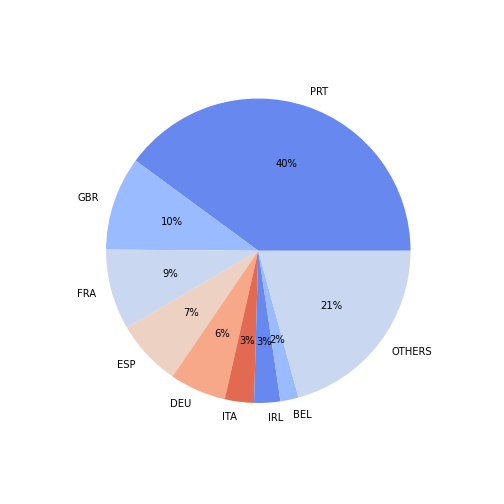 PRT
40%
GBR
10%
FRA
9%
ESP
7%
DEU
6%
ITA
3%
IRL
3%
BEL
2%
OTHERS
21%